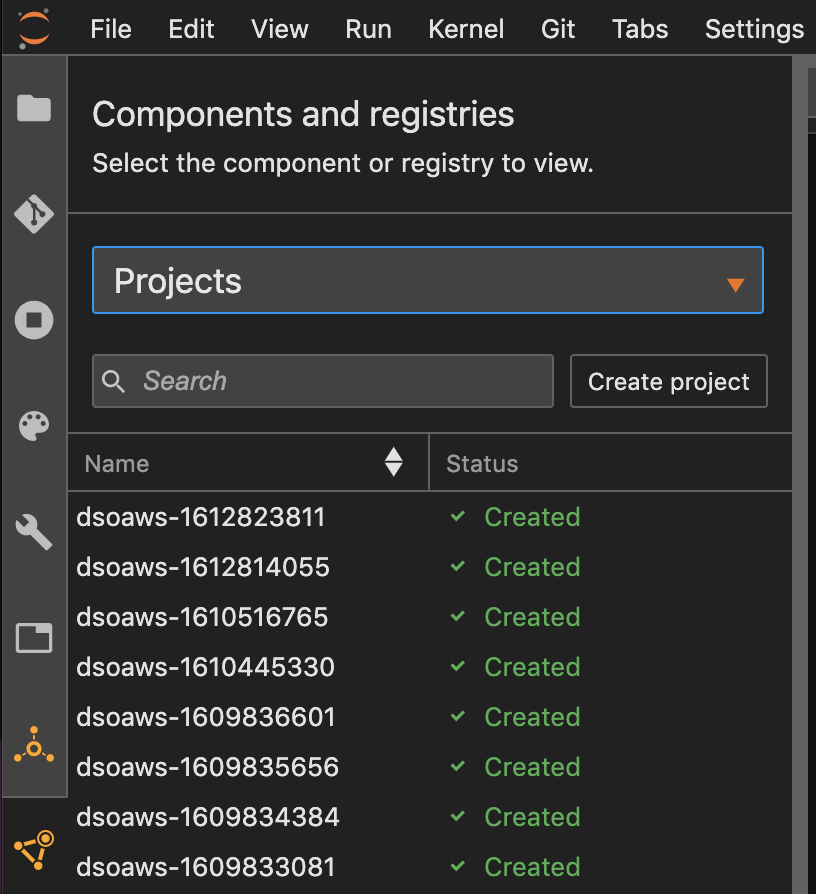 File Edit View Run Kernel Git Tabs Settings
Components and registries
Select the component or registry to view.
Projects
Search Create project
Name Status
dsoaws-1612823811 Created
dsoaws-1612814055 Created
dsoaws-1610516765 Created
dsoaws-1610445330 Created
dsoaws-1609836601 Created
dsoaws-1609835656 Created
dsoaws-1609834384 Created
dsoaws-1609833081 Created